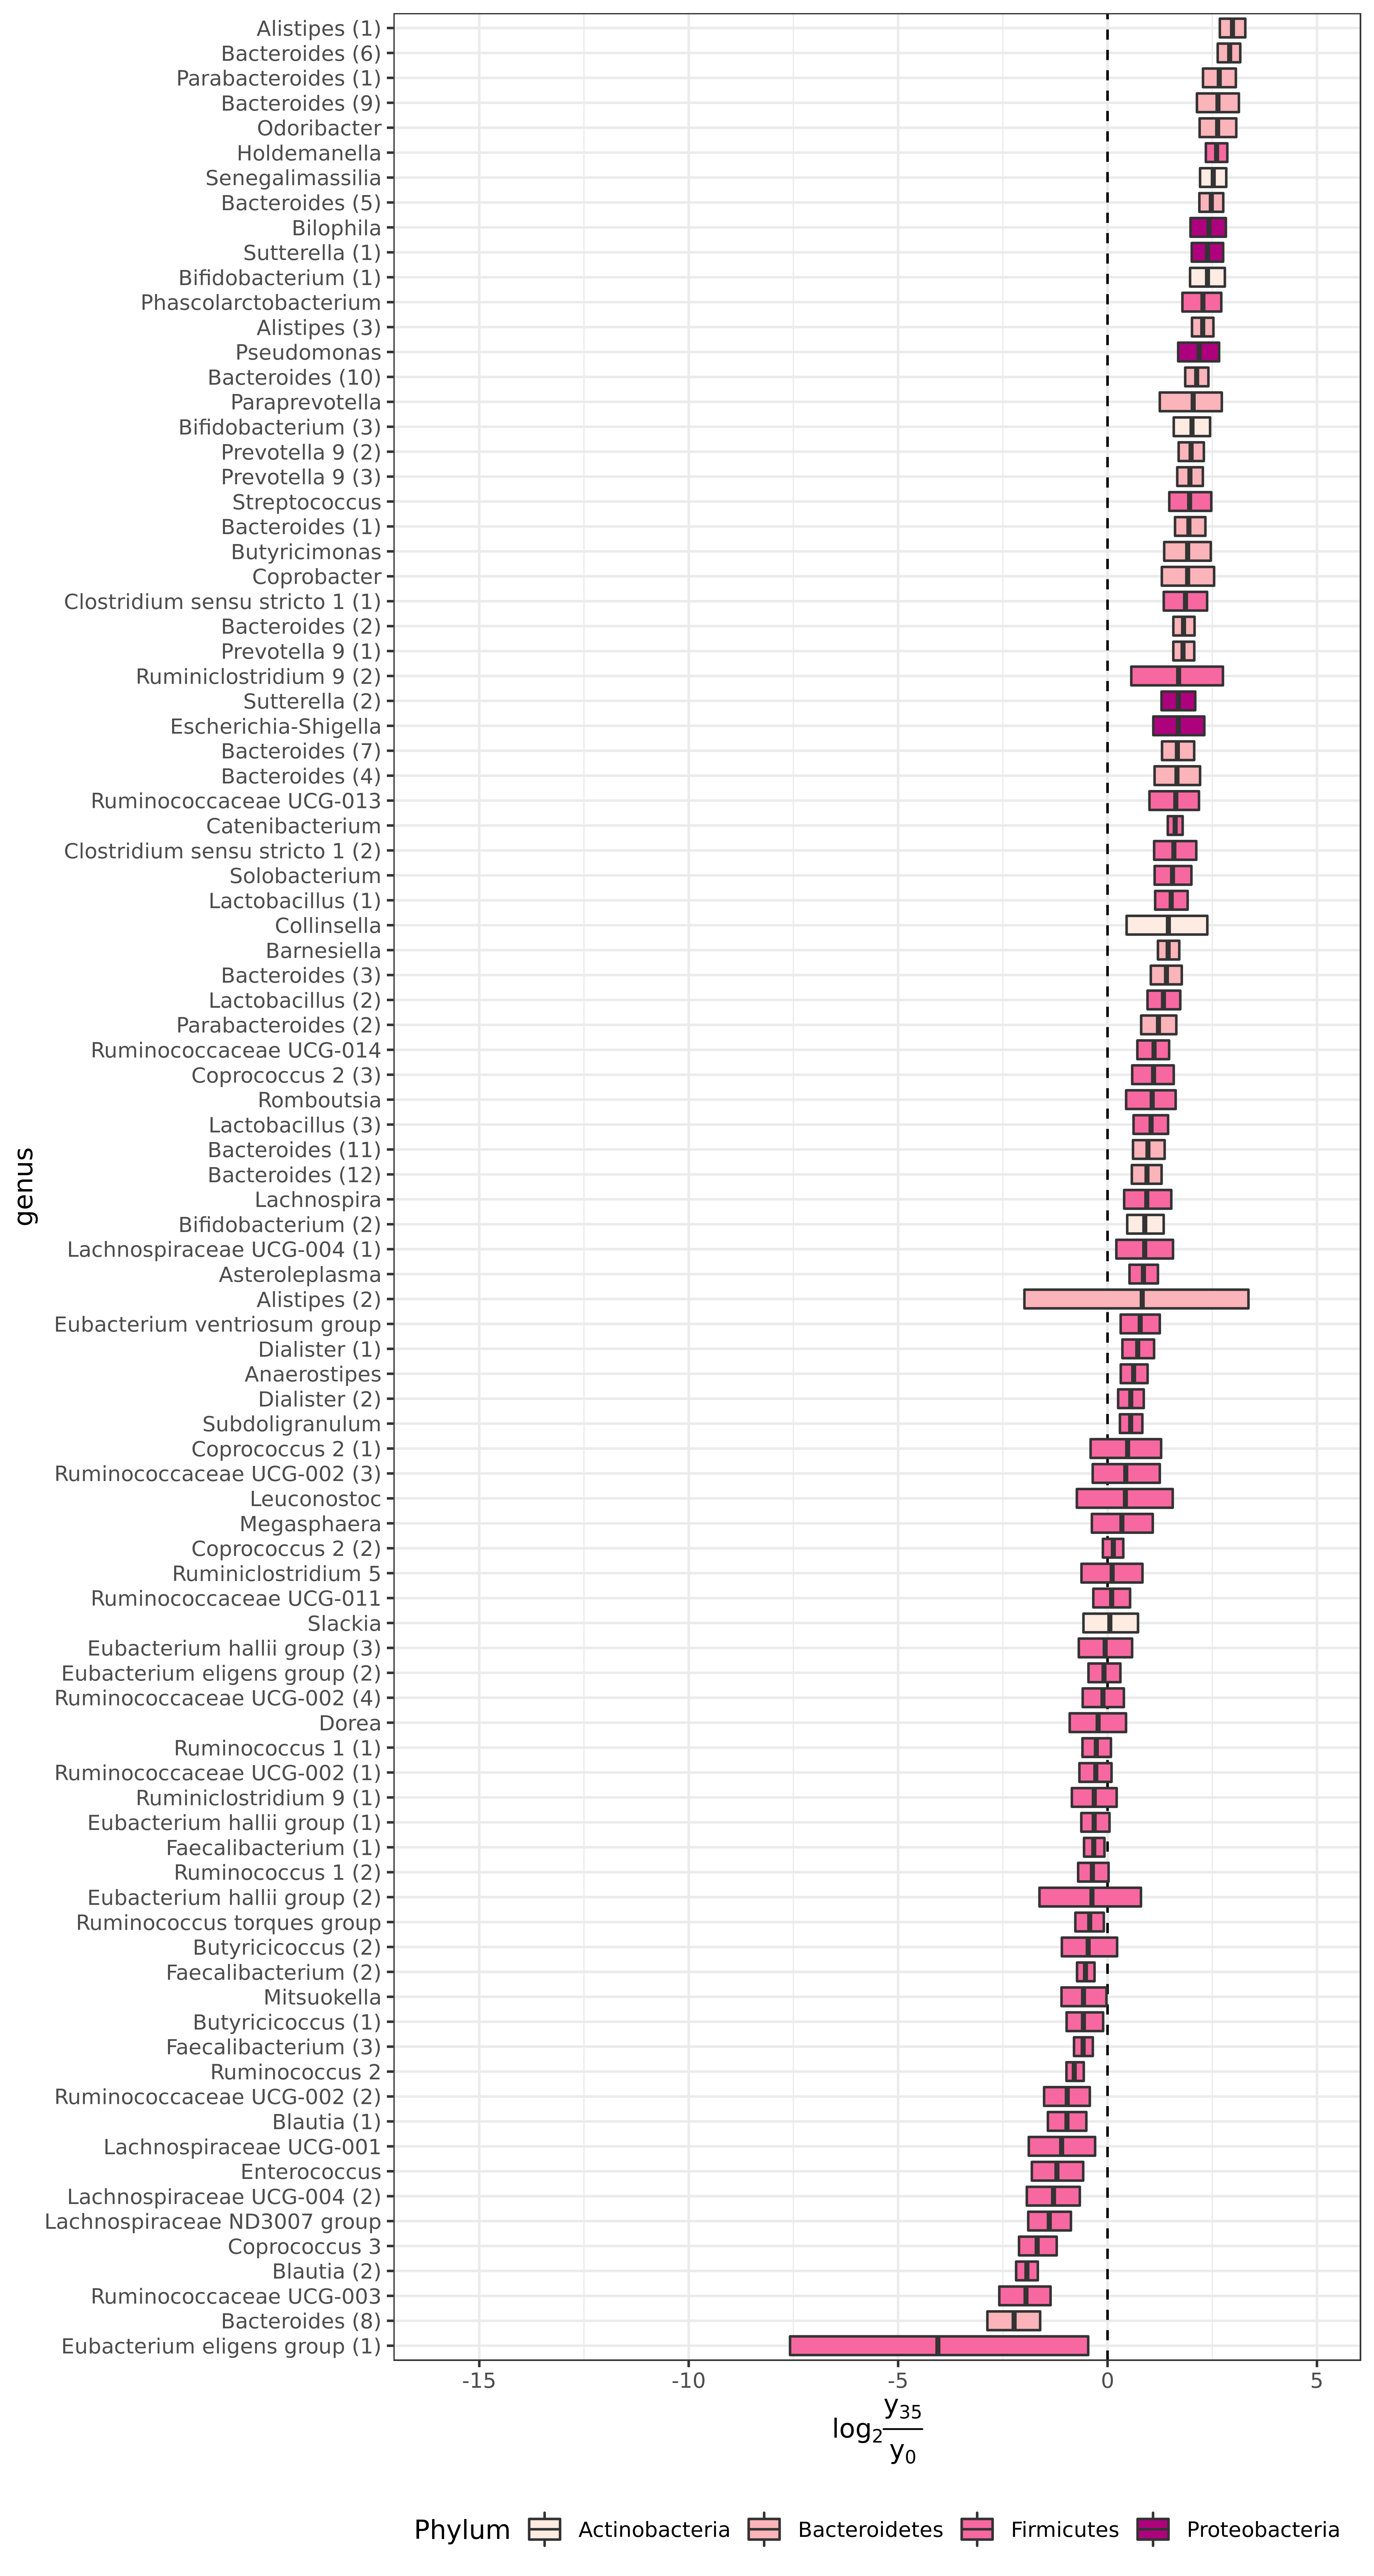 Alistipes (1)
Bacteroides (6)
Parabacteroides (1)
Bacteroides (9)
Odoribacter
Holdemanella
Senegalimassilia
Bacteroides (5)
Bilophila
Sutterella (1)
Bifidobacterium (1)
Phascolarctobacterium
Alistipes (3)
Pseudomonas
Bacteroides (10)
Paraprevotella
Bifidobacterium (3)
Prevotella 9 (2)
Prevotella 9 (3)
Streptococcus
Bacteroides (1)
Butyricimonas
Coprobacter
Clostridium sensu stricto 1 (1)
Bacteroides (2)
Prevotella 9 (1)
Ruminiclostridium 9 (2)
Sutterella (2)
Escherichia-Shigella
Bacteroides (7)
Bacteroides (4)
Ruminococcaceae UCG-013
Catenibacterium
Clostridium sensu stricto 1 (2)
Solobacterium
Lactobacillus (1)
Collinsella
Barnesiella
Bacteroides (3)
Lactobacillus (2)
Parabacteroides (2)
Ruminococcaceae UCG-014
Coprococcus 2 (3)
Romboutsia
Lactobacillus (3)
Bacteroides (11)
Bacteroides (12)
Lachnospira
Bifidobacterium (2)
Lachnospiraceae UCG-004 (1)
Asteroleplasma
Alistipes (2)
Eubacterium ventriosum group
Dialister (1)
Anaerostipes
Dialister (2)
Subdoligranulum
Coprococcus 2 (1)
Ruminococcaceae UCG-002 (3)
Leuconostoc
Megasphaera
Coprococcus 2 (2)
Ruminiclostridium 5
Ruminococcaceae UCG-011
Slackia
Eubacterium hallii group (3)
Eubacterium eligens group (2)
Ruminococcaceae UCG-002 (4)
Dorea
Ruminococcus 1 (1)
Ruminococcaceae UCG-002 (1)
Ruminiclostridium 9 (1)
Eubacterium hallii group (1)
Faecalibacterium (1)
Ruminococcus 1 (2)
Eubacterium hallii group (2)
Ruminococcus torques group
Butyricicoccus (2)
Faecalibacterium (2)
Mitsuokella
Butyricicoccus (1)
Faecalibacterium (3)
Ruminococcus 2
Ruminococcaceae UCG-002 (2)
Blautia (1)
Lachnospiraceae UCG-001
Enterococcus
Lachnospiraceae UCG-004 (2)
Lachnospiraceae ND3007 group
Coprococcus 3
Blautia (2)
Ruminococcaceae UCG-003
Bacteroides (8)
Eubacterium eligens group (1)
genus
-15 -10 -5 0 5
log₂ y₃₅ / y₀
Phylum Actinobacteria Bacteroidetes Firmicutes Proteobacteria